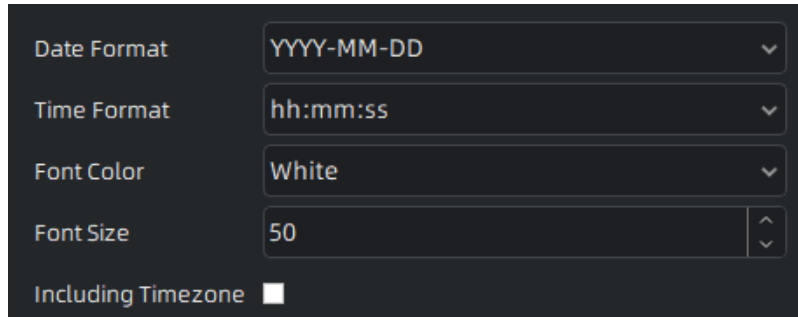 Date Format YYYY-MM-DD
Time Format hh:mm:ss
Font Color White
Font Size 50
Including Timezone